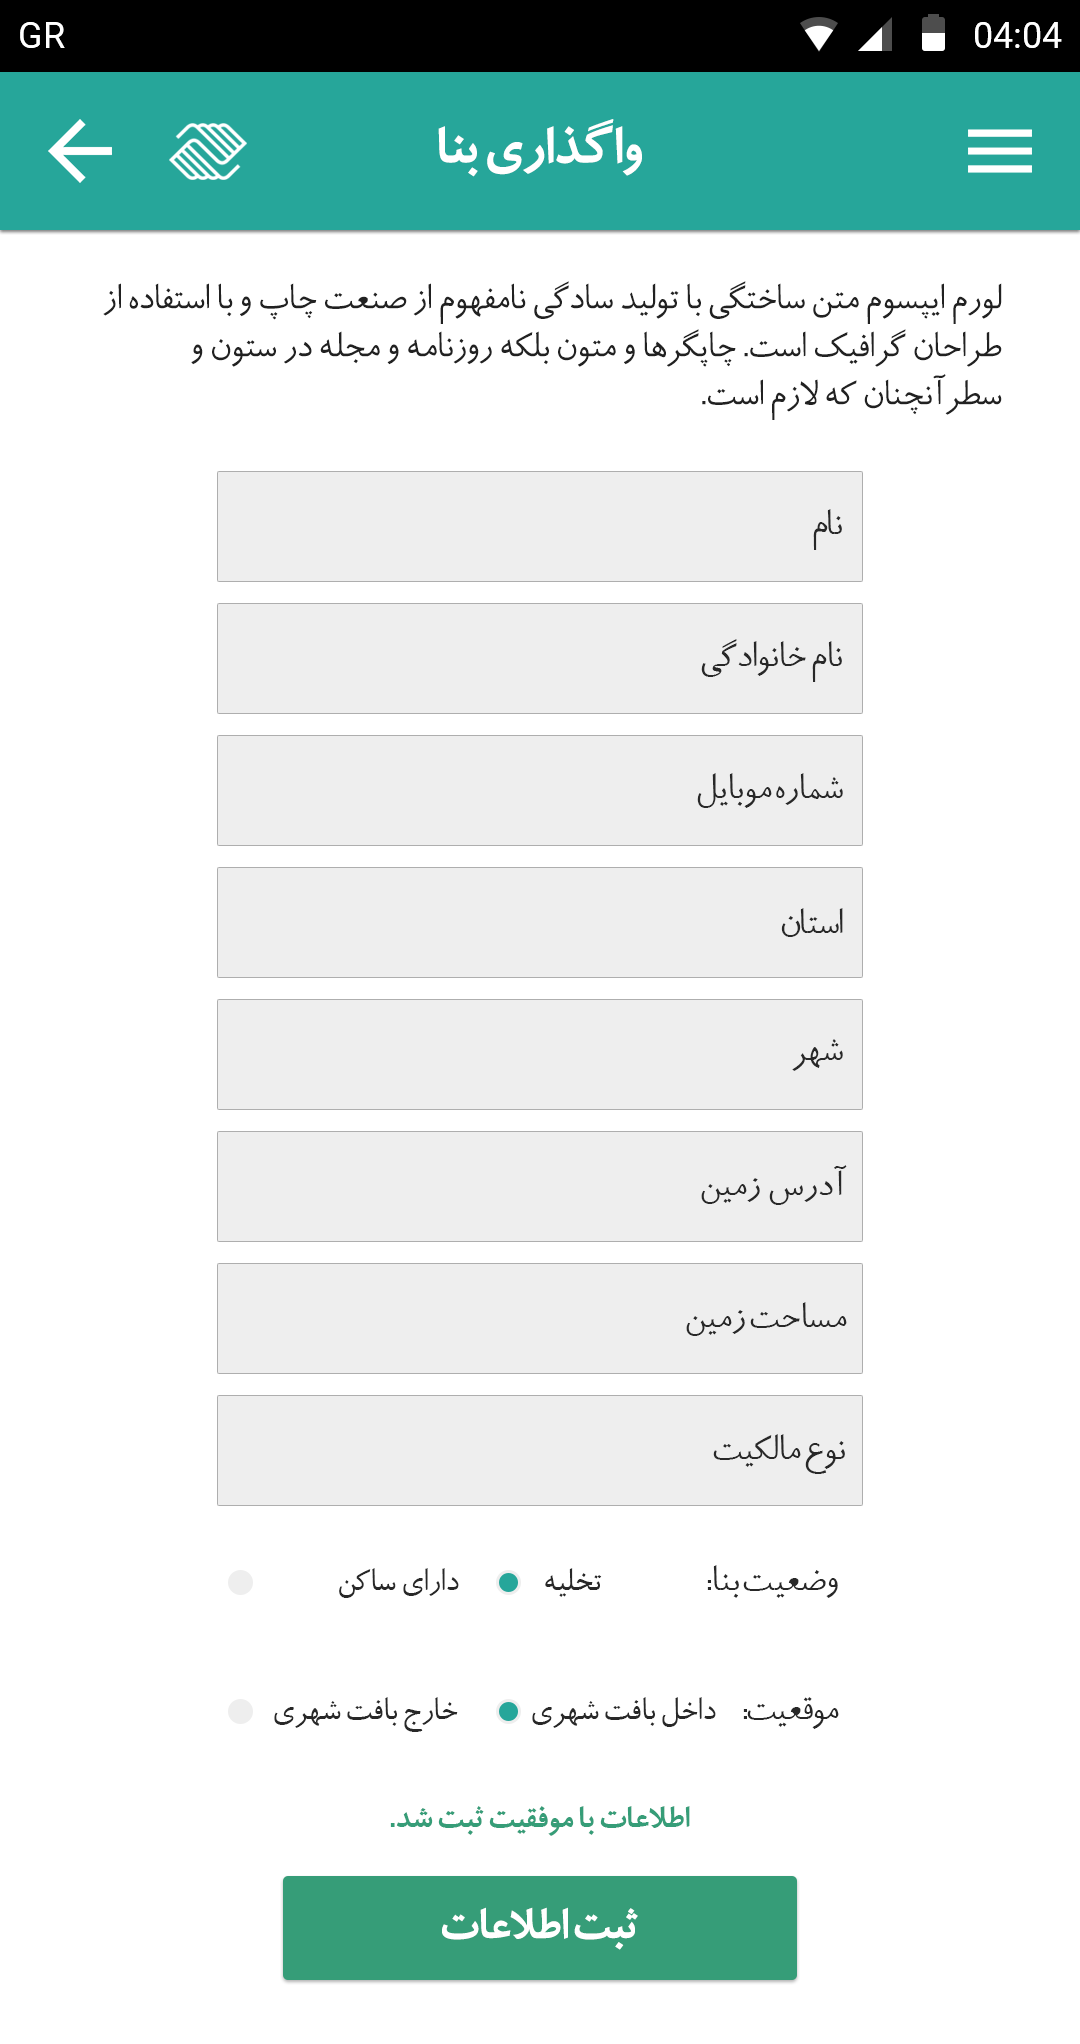 GR 04:04
واگذاری بنا
لورم ایپسوم متن ساختگی با تولید سادگی نامفهوم از صنعت چاپ و با استفاده از
طراحان گرافیک است. چاپگرها و متون بلکه روزنامه و مجله در ستون و
سطر آنچنان که لازم است.
نام
نام خانوادگی
شماره موبایل
استان
شهر
آدرس زمین
مساحت زمین
نوع مالکیت
وضعیت بنا: تخلیه دارای ساکن
موقعیت: داخل بافت شهری خارج بافت شهری
اطلاعات با موفقیت ثبت شد.
ثبت اطلاعات